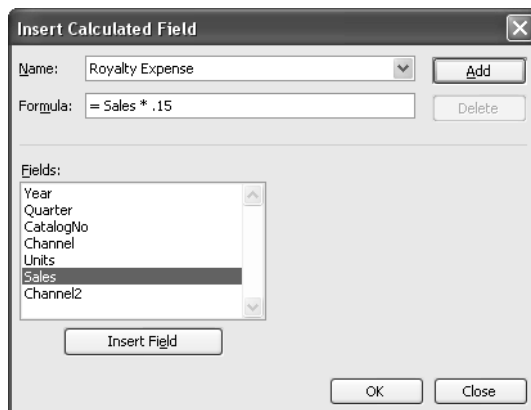 Insert Calculated Field
Name: Royalty Expense Add
Formula: = Sales * .15 Delete
Fields:
Year
Quarter
CatalogNo
Channel
Units
Sales
Channel2
Insert Field
OK Close